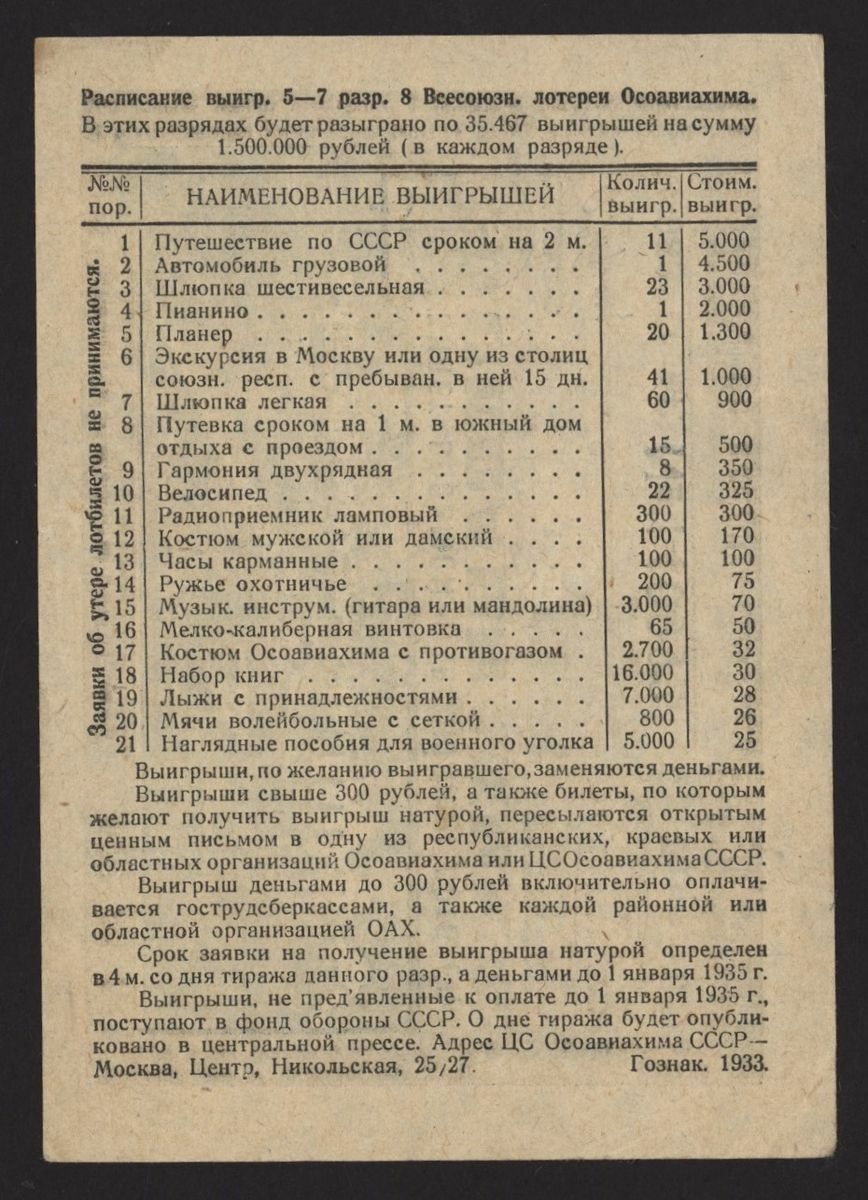 Расписание выигр. 5—7 разр. 8 Всесоюзн. лотереи Осоавиахима.
В этих разрядах будет разыграно по 35.467 выигрышей на сумму
1.500.000 рублей (в каждом разряде).
№№ пор. НАИМЕНОВАНИЕ ВЫИГРЫШЕЙ Колич. выигр. Стоим. выигр.
Заявки об утере лотбилетов не принимаются.
1 Путешествие по СССР сроком на 2 м. 11 5.000
2 Автомобиль грузовой . . . . . . . . 1 4.500
3 Шлюпка шестивесельная . . . . . . . 23 3.000
4 Пианино . . . . . . . . . . . . . . . 1 2.000
5 Планер . . . . . . . . . . . . . . . 20 1.300
6 Экскурсия в Москву или одну из столиц
союзн. респ. с пребыван. в ней 15 дн. 41 1.000
7 Шлюпка легкая . . . . . . . . . . . 60 900
8 Путевка сроком на 1 м. в южный дом
отдыха с проездом . . . . . . . . . . 15 500
9 Гармония двухрядная . . . . . . . . 8 350
10 Велосипед . . . . . . . . . . . . . . 22 325
11 Радиоприемник ламповый . . . . . . 300 300
12 Костюм мужской или дамский . . . . 100 170
13 Часы карманные . . . . . . . . . . . 100 100
14 Ружье охотничье . . . . . . . . . . 200 75
15 Музык. инструм. (гитара или мандолина) 3.000 70
16 Мелко-калиберная винтовка . . . . . 65 50
17 Костюм Осоавиахима с противогазом . 2.700 32
18 Набор книг . . . . . . . . . . . . . 16.000 30
19 Лыжи с принадлежностями . . . . . . 7.000 28
20 Мячи волейбольные с сеткой . . . . . 800 26
21 Наглядные пособия для военного уголка 5.000 25
Выигрыши, по желанию выигравшего, заменяются деньгами.
Выигрыши свыше 300 рублей, а также билеты, по которым
желают получить выигрыш натурой, пересылаются открытым
ценным письмом в одну из республиканских, краевых или
областных организаций Осоавиахима или ЦС Осоавиахима СССР.
Выигрыш деньгами до 300 рублей включительно оплачи-
вается гострудсберкассами, а также каждой районной или
областной организацией ОАХ.
Срок заявки на получение выигрыша натурой определен
в 4 м. со дня тиража данного разр., а деньгами до 1 января 1935 г.
Выигрыши, не пред'явленные к оплате до 1 января 1935 г.,
поступают в фонд обороны СССР. О дне тиража будет опубли-
ковано в центральной прессе. Адрес ЦС Осоавиахима СССР—
Москва, Центр, Никольская, 25/27. Гознак. 1933.